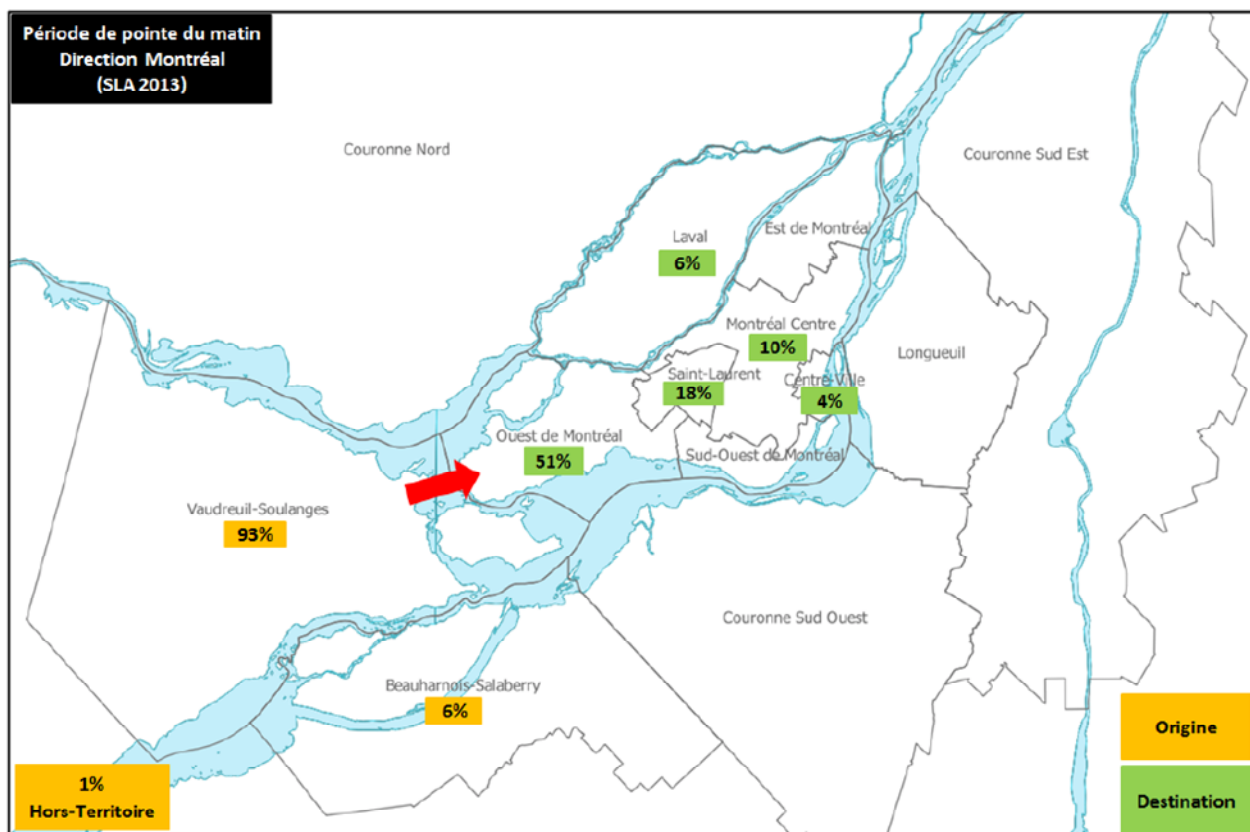 Période de pointe du matin
Direction Montréal
(SLA 2013)
Couronne Nord
Couronne Sud Est
Est de Montréal
Laval
6%
Montréal Centre
10%
Longueuil
Saint-Laurent
18%
Centre-Ville
4%
Ouest de Montréal
51%
Sud-Ouest de Montréal
Vaudreuil-Soulanges
93%
Couronne Sud Ouest
Beauharnois-Salaberry
6%
1%
Hors-Territoire
Origine
Destination